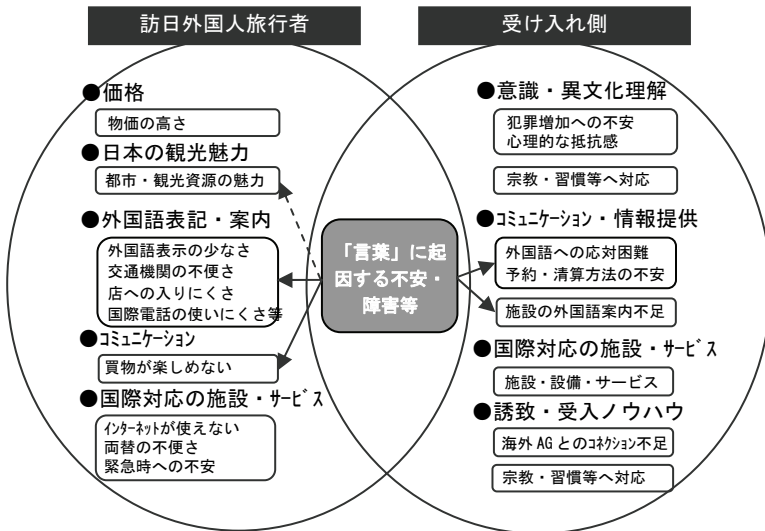 訪日外国人旅行者
●価格
物価の高さ
●日本の観光魅力
都市・観光資源の魅力
●外国語表記・案内
外国語表示の少なさ
交通機関の不便さ
店への入りにくさ
国際電話の使いにくさ等
●ｺﾐｭﾆｹｰｼｮﾝ
買物が楽しめない
●国際対応の施設・ｻｰﾋﾞｽ
ｲﾝﾀｰﾈｯﾄが使えない
両替の不便さ
緊急時への不安
「言葉」に起
因する不安・
障害等
受け入れ側
●意識・異文化理解
犯罪増加への不安
心理的な抵抗感
宗教・習慣等へ対応
●ｺﾐｭﾆｹｰｼｮﾝ・情報提供
外国語への応対困難
予約・清算方法の不安
施設の外国語案内不足
●国際対応の施設・ｻｰﾋﾞｽ
施設・設備・サービス
●誘致・受入ノウハウ
海外 AG とのｺﾈｸｼｮﾝ不足
宗教・習慣等へ対応